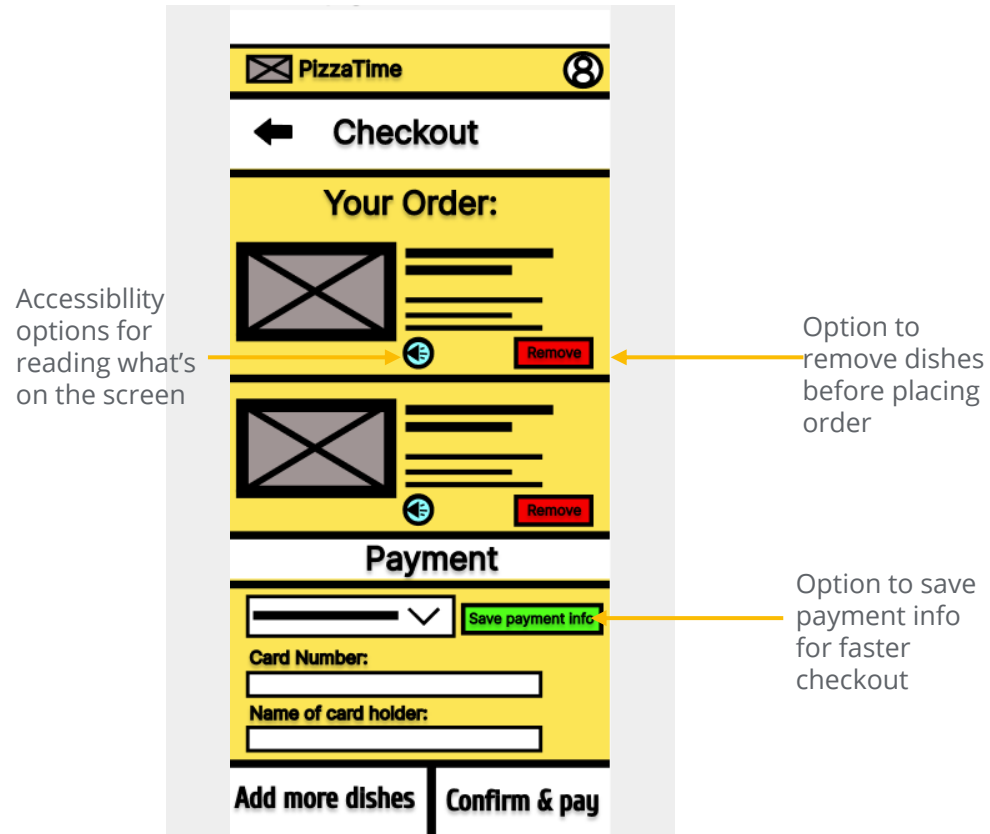 PizzaTime
Checkout
Your Order:
Accessibllity
options for
reading what's
on the screen
Remove
Option to
remove dishes
before placing
order
Remove
Payment
Save payment info
Option to save
payment info
for faster
checkout
Card Number:
Name of card holder:
Add more dishes
Confirm & pay